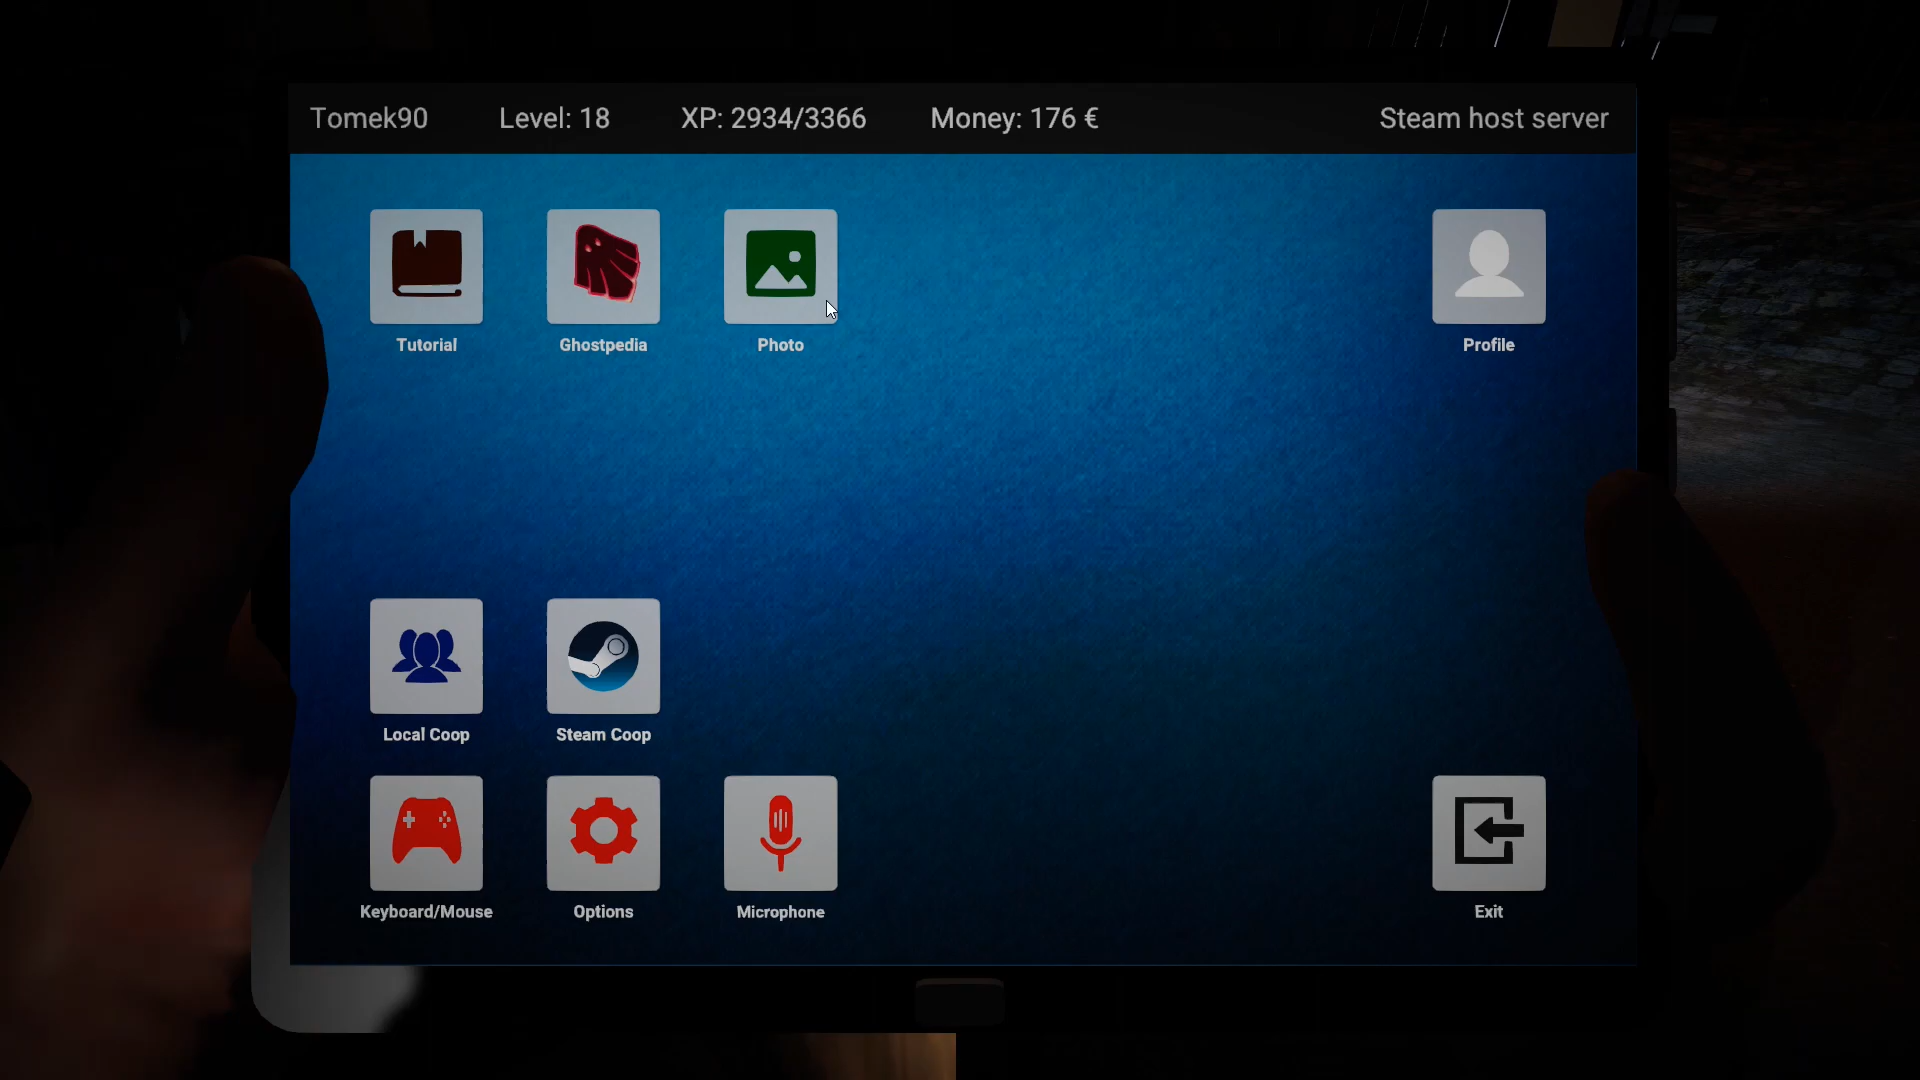 Tomek90 Level: 18 XP: 2934/3366 Money: 176 € Steam host server
Tutorial Ghostpedia Photo Profile
Local Coop Steam Coop
Keyboard/Mouse Options Microphone Exit